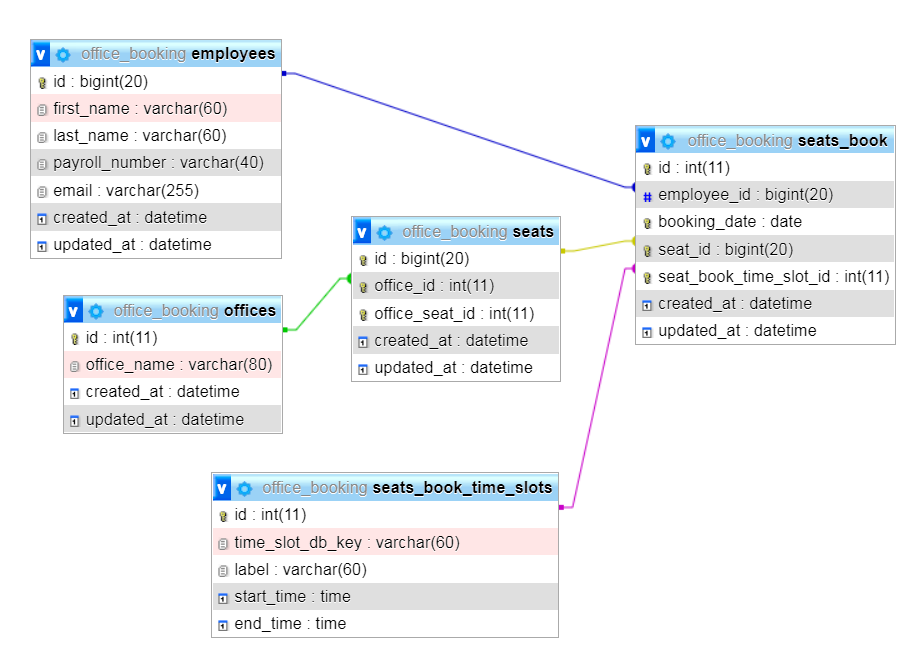 v office_booking employees
id : bigint(20)
first_name : varchar(60)
last_name : varchar(60)
payroll_number : varchar(40)
email : varchar(255)
created_at : datetime
updated_at : datetime
v office_booking seats_book
id : int(11)
# employee_id : bigint(20)
booking_date : date
seat_id : bigint(20)
seat_book_time_slot_id : int(11)
created_at : datetime
updated_at : datetime
v office_booking seats
id : bigint(20)
office_id : int(11)
office_seat_id : int(11)
created_at : datetime
updated_at : datetime
v office_booking offices
id : int(11)
office_name : varchar(80)
created_at : datetime
updated_at : datetime
v office_booking seats_book_time_slots
id : int(11)
time_slot_db_key : varchar(60)
label : varchar(60)
start_time : time
end_time : time